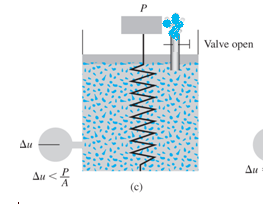 P
Valve open
Δu
Δu < P/A
Δu
(c)